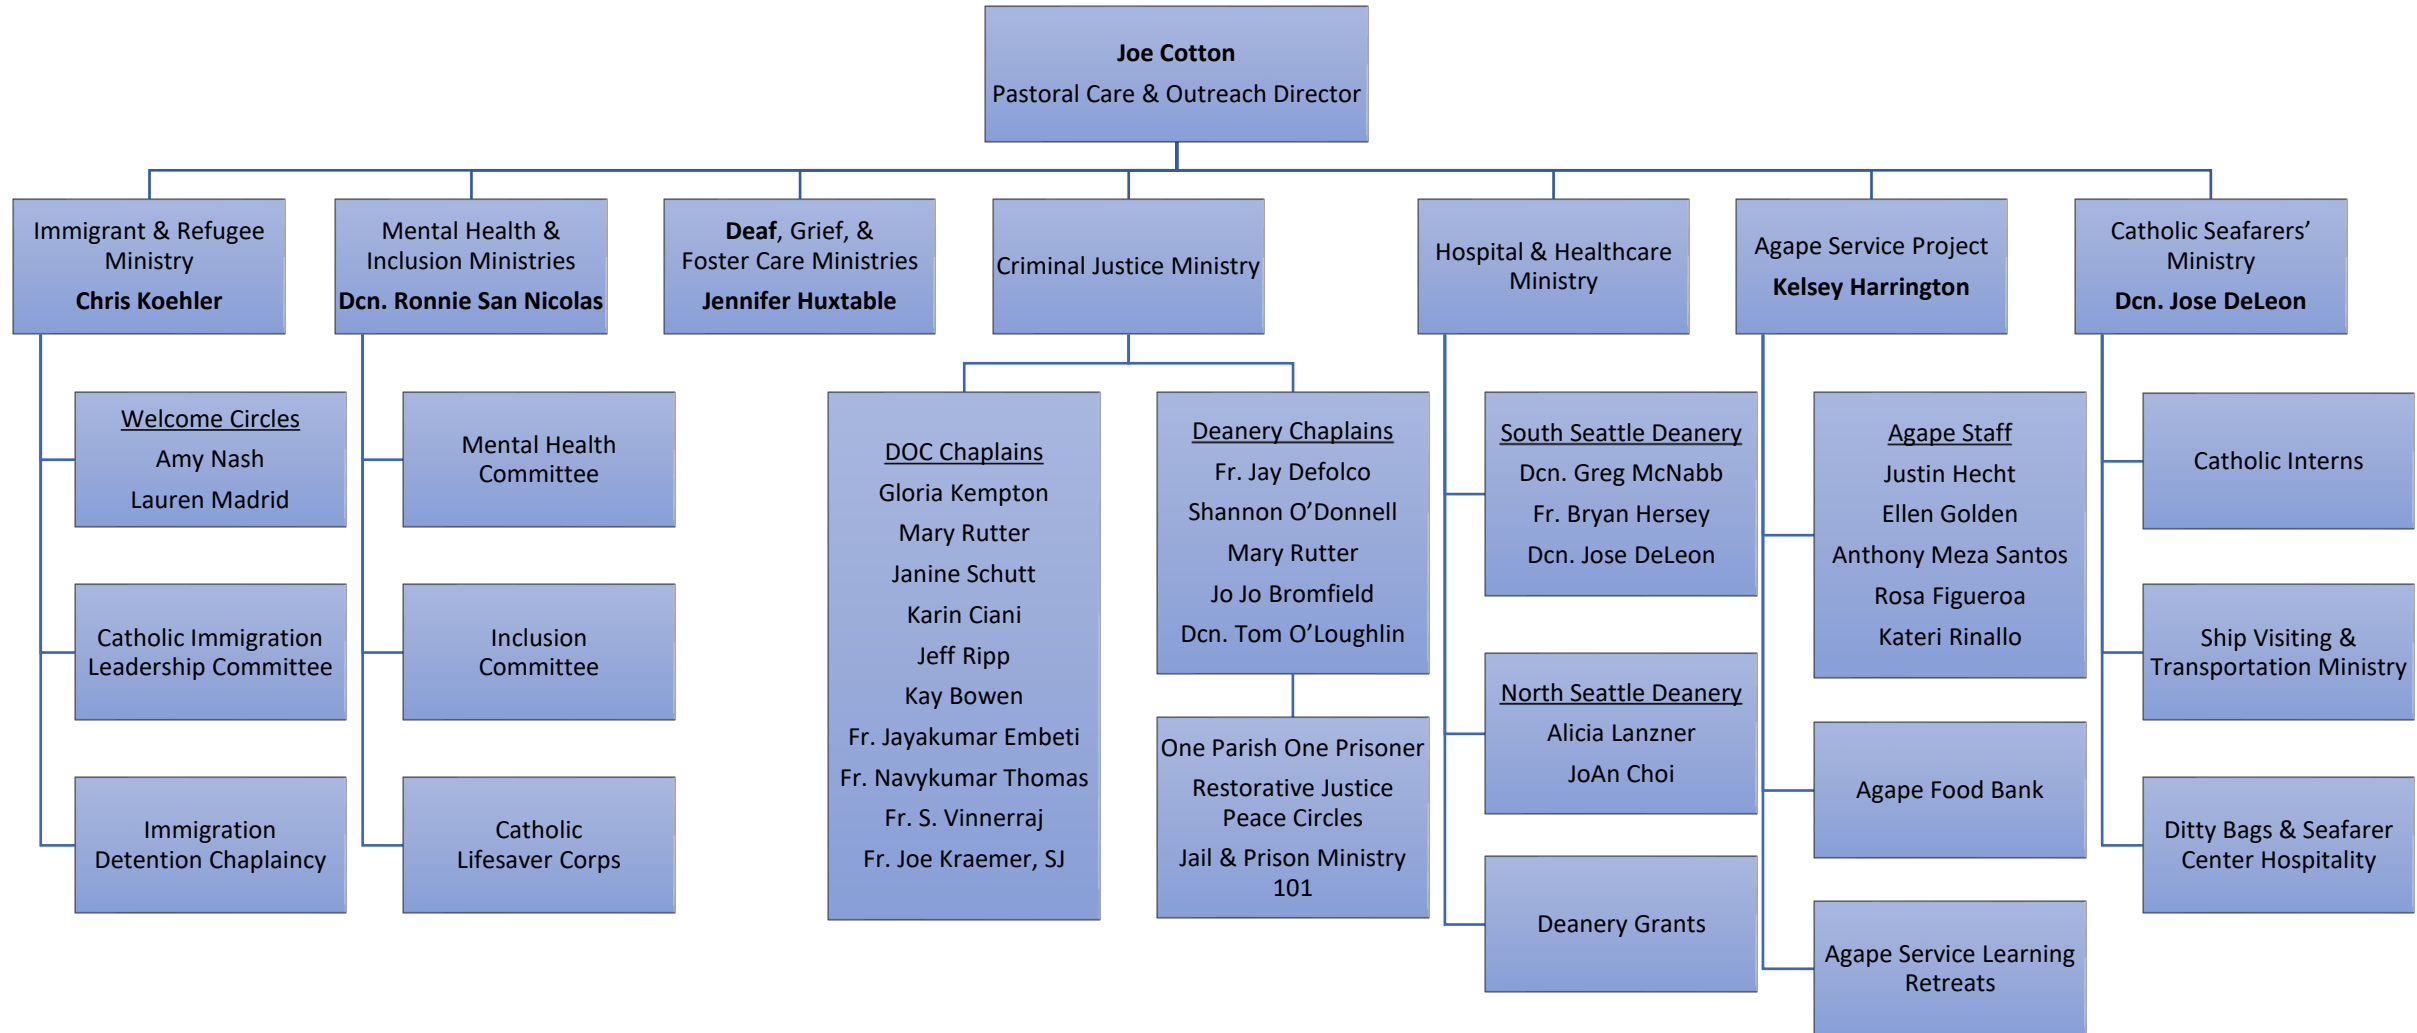 Joe Cotton
Pastoral Care & Outreach Director
Immigrant & Refugee
Ministry
Chris Koehler
Mental Health &
Inclusion Ministries
Dcn. Ronnie San Nicolas
Deaf, Grief, &
Foster Care Ministries
Jennifer Huxtable
Criminal Justice Ministry
Hospital & Healthcare
Ministry
Agape Service Project
Kelsey Harrington
Catholic Seafarers’
Ministry
Dcn. Jose DeLeon
Welcome Circles
Amy Nash
Lauren Madrid
Catholic Immigration
Leadership Committee
Immigration
Detention Chaplaincy
Mental Health
Committee
Inclusion
Committee
Catholic
Lifesaver Corps
DOC Chaplains
Gloria Kempton
Mary Rutter
Janine Schutt
Karin Ciani
Jeff Ripp
Kay Bowen
Fr. Jayakumar Embeti
Fr. Navykumar Thomas
Fr. S. Vinnerraj
Fr. Joe Kraemer, SJ
Deanery Chaplains
Fr. Jay Defolco
Shannon O’Donnell
Mary Rutter
Jo Jo Bromfield
Dcn. Tom O’Loughlin
One Parish One Prisoner
Restorative Justice
Peace Circles
Jail & Prison Ministry
101
South Seattle Deanery
Dcn. Greg McNabb
Fr. Bryan Hersey
Dcn. Jose DeLeon
North Seattle Deanery
Alicia Lanzner
JoAn Choi
Deanery Grants
Agape Staff
Justin Hecht
Ellen Golden
Anthony Meza Santos
Rosa Figueroa
Kateri Rinallo
Agape Food Bank
Agape Service Learning
Retreats
Catholic Interns
Ship Visiting &
Transportation Ministry
Ditty Bags & Seafarer
Center Hospitality